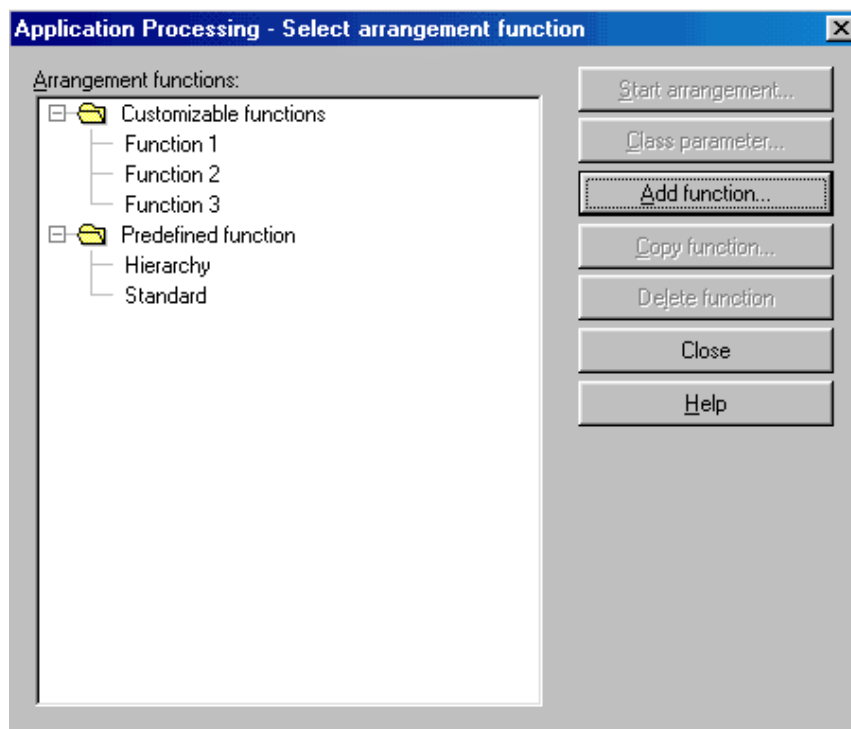 Application Processing - Select arrangement function
Arrangement functions:
Customizable functions
Function 1
Function 2
Function 3
Predefined function
Hierarchy
Standard
Start arrangement...
Class parameter...
Add function...
Copy function...
Delete function
Close
Help